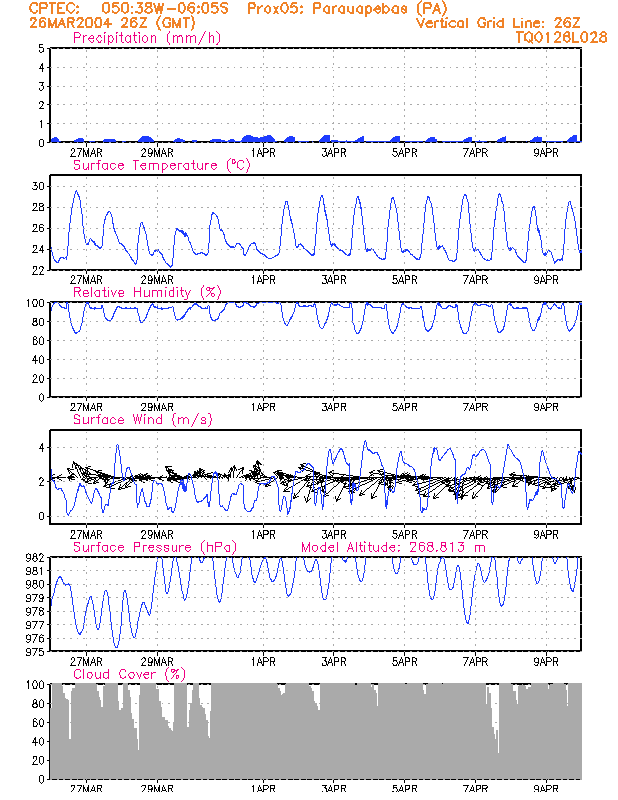 CPTEC: 050:38W-06:05S Prox05: Parauapebas (PA)
26MAR2004 26Z (GMT) Vertical Grid Line: 26Z
Precipitation (mm/h) TQ0126L028
5
4
3
2
1
0
27MAR 29MAR 1APR 3APR 5APR 7APR 9APR
Surface Temperature (ºC)
30
28
26
24
22
27MAR 29MAR 1APR 3APR 5APR 7APR 9APR
Relative Humidity (%)
100
80
60
40
20
0
27MAR 29MAR 1APR 3APR 5APR 7APR 9APR
Surface Wind (m/s)
4
2
0
27MAR 29MAR 1APR 3APR 5APR 7APR 9APR
Surface Pressure (hPa) Model Altitude: 268.813 m
982
981
980
979
978
977
976
975
27MAR 29MAR 1APR 3APR 5APR 7APR 9APR
Cloud Cover (%)
100
80
60
40
20
0
27MAR 29MAR 1APR 3APR 5APR 7APR 9APR